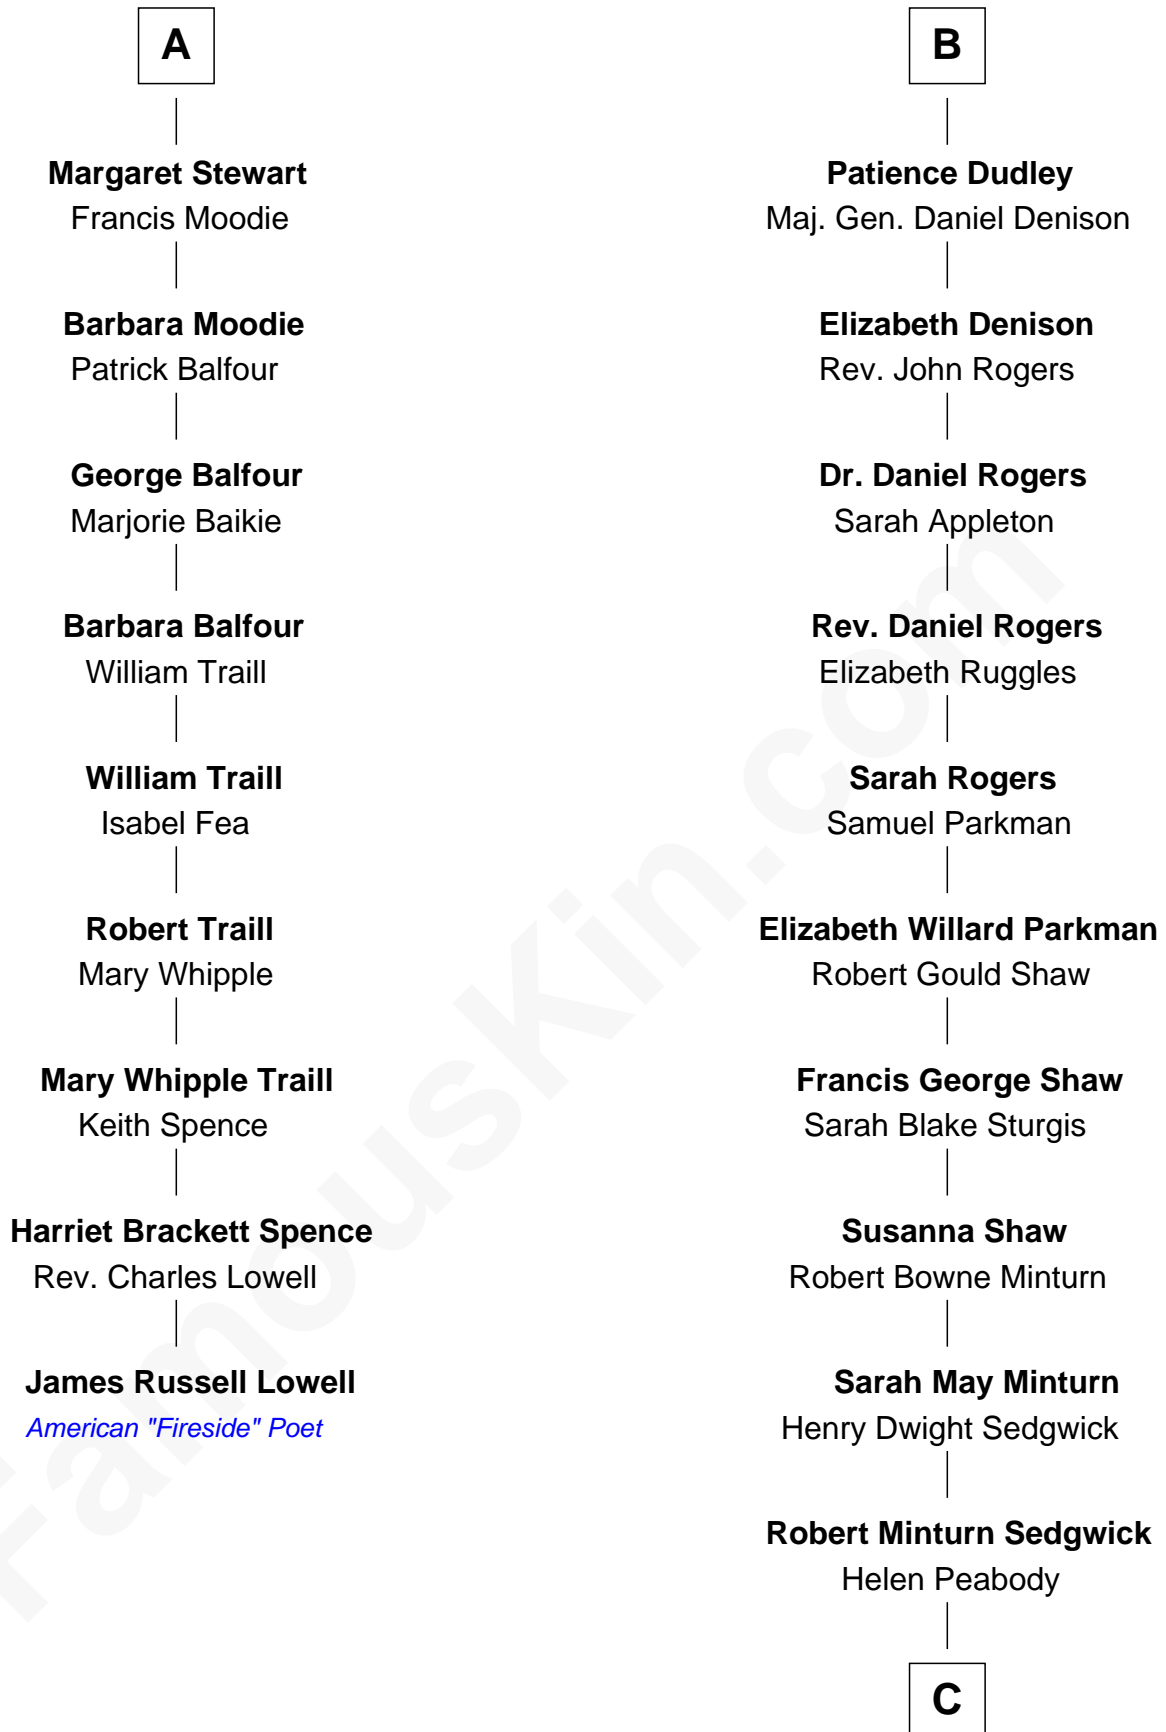 A
Margaret Stewart
Francis Moodie
Barbara Moodie
Patrick Balfour
George Balfour
Marjorie Baikie
Barbara Balfour
William Traill
William Traill
Isabel Fea
Robert Traill
Mary Whipple
Mary Whipple Traill
Keith Spence
Harriet Brackett Spence
Rev. Charles Lowell
James Russell Lowell
American "Fireside" Poet
B
Patience Dudley
Maj. Gen. Daniel Denison
Elizabeth Denison
Rev. John Rogers
Dr. Daniel Rogers
Sarah Appleton
Rev. Daniel Rogers
Elizabeth Ruggles
Sarah Rogers
Samuel Parkman
Elizabeth Willard Parkman
Robert Gould Shaw
Francis George Shaw
Sarah Blake Sturgis
Susanna Shaw
Robert Bowne Minturn
Sarah May Minturn
Henry Dwight Sedgwick
Robert Minturn Sedgwick
Helen Peabody
C
FamousKin.com